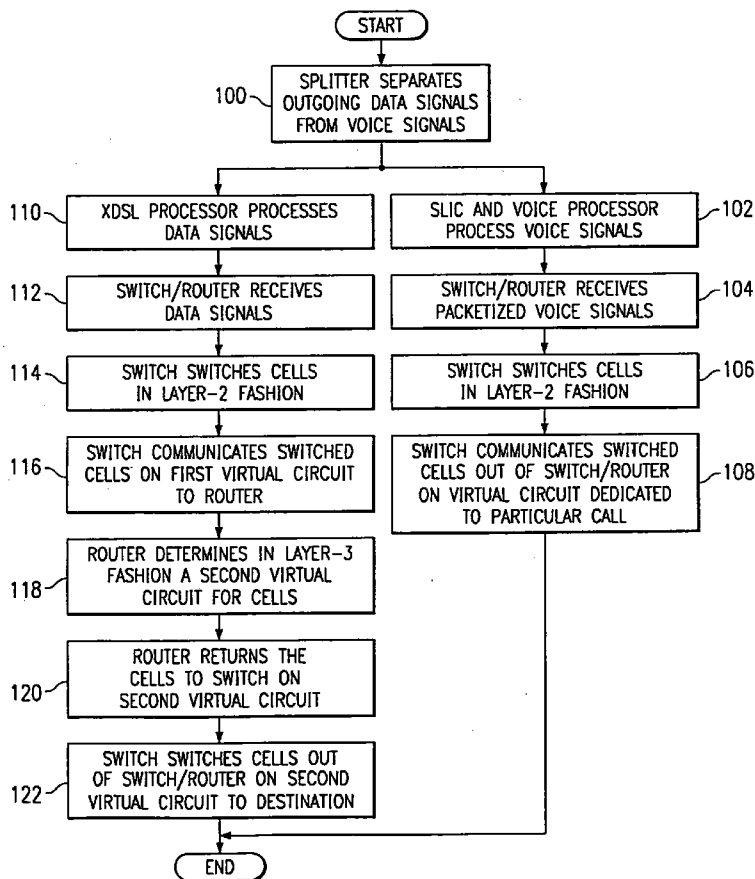 START
100
SPLITTER SEPARATES
OUTGOING DATA SIGNALS
FROM VOICE SIGNALS
110
XDSL PROCESSOR PROCESSES
DATA SIGNALS
112
SWITCH/ROUTER RECEIVES
DATA SIGNALS
114
SWITCH SWITCHES CELLS
IN LAYER-2 FASHION
116
SWITCH COMMUNICATES SWITCHED
CELLS ON FIRST VIRTUAL CIRCUIT
TO ROUTER
118
ROUTER DETERMINES IN LAYER-3
FASHION A SECOND VIRTUAL
CIRCUIT FOR CELLS
120
ROUTER RETURNS THE
CELLS TO SWITCH ON
SECOND VIRTUAL CIRCUIT
122
SWITCH SWITCHES CELLS OUT
OF SWITCH/ROUTER ON SECOND
VIRTUAL CIRCUIT TO DESTINATION
SLIC AND VOICE PROCESSOR
PROCESS VOICE SIGNALS
102
SWITCH/ROUTER RECEIVES
PACKETIZED VOICE SIGNALS
104
SWITCH SWITCHES CELLS
IN LAYER-2 FASHION
106
SWITCH COMMUNICATES SWITCHED
CELLS OUT OF SWITCH/ROUTER
ON VIRTUAL CIRCUIT DEDICATED
TO PARTICULAR CALL
108
END